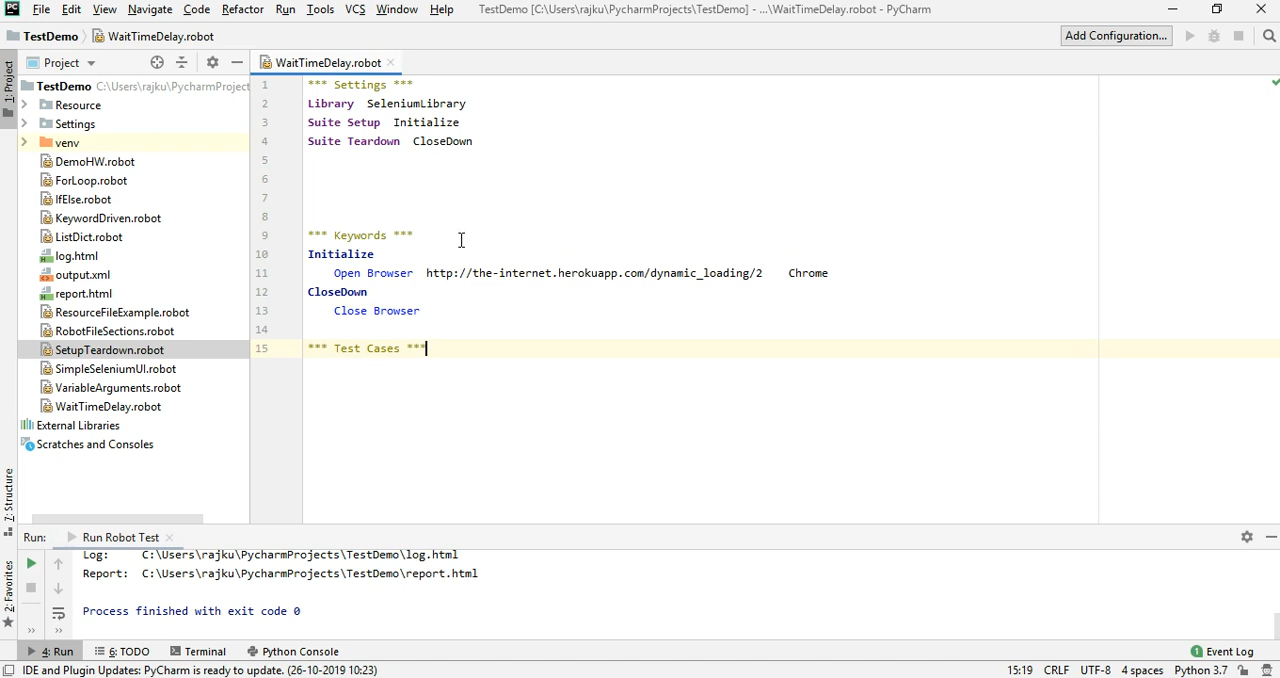 PC File Edit View Navigate Code Refactor Run Tools VCS Window Help TestDemo [C:\Users\rajku\PycharmProjects\TestDemo] - ...\WaitTimeDelay.robot - PyCharm
TestDemo WaitTimeDelay.robot Add Configuration...
1: Project
Project WaitTimeDelay.robot
TestDemo C:\Users\rajku\PycharmProject
Resource
Settings
venv
DemoHW.robot
ForLoop.robot
IfElse.robot
KeywordDriven.robot
ListDict.robot
log.html
output.xml
report.html
ResourceFileExample.robot
RobotFileSections.robot
SetupTeardown.robot
SimpleSeleniumUI.robot
VariableArguments.robot
WaitTimeDelay.robot
External Libraries
Scratches and Consoles
1 *** Settings ***
2 Library SeleniumLibrary
3 Suite Setup Initialize
4 Suite Teardown CloseDown
5
6
7
8
9 *** Keywords ***
10 Initialize
11 Open Browser http://the-internet.herokuapp.com/dynamic_loading/2 Chrome
12 CloseDown
13 Close Browser
14
15 *** Test Cases ***
7: Structure
2: Favorites
Run: Run Robot Test
Log: C:\Users\rajku\PycharmProjects\TestDemo\log.html
Report: C:\Users\rajku\PycharmProjects\TestDemo\report.html
Process finished with exit code 0
4: Run 6: TODO Terminal Python Console 1 Event Log
IDE and Plugin Updates: PyCharm is ready to update. (26-10-2019 10:23) 15:19 CRLF UTF-8 4 spaces Python 3.7